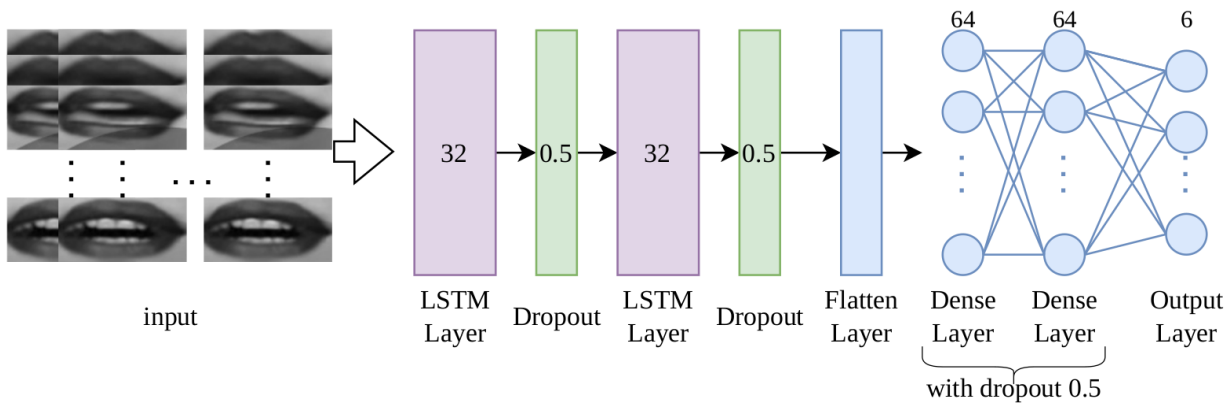 64 64 6
32 0.5 32 0.5
input
LSTM Layer
Dropout
LSTM Layer
Dropout
Flatten Layer
Dense Layer
Dense Layer
Output Layer
with dropout 0.5